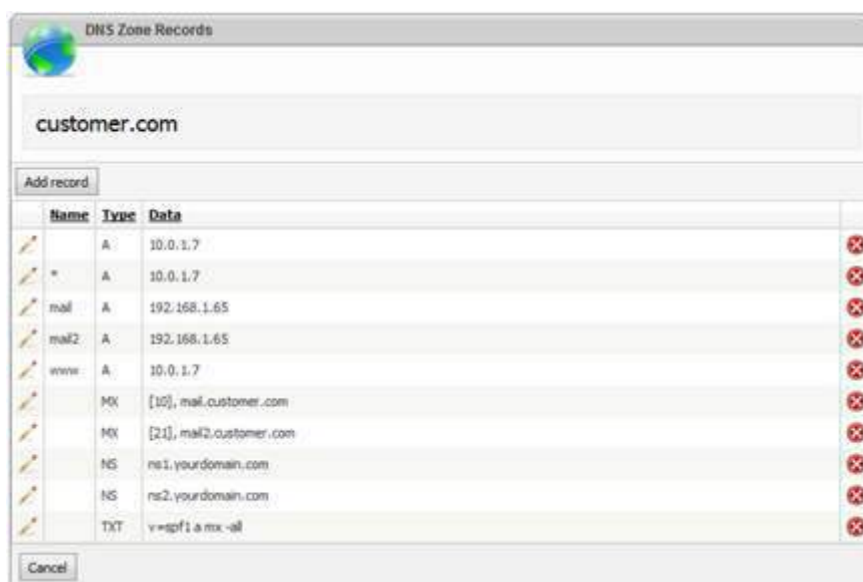 DNS Zone Records
customer.com
Add record
Name Type Data
A 10.0.1.7
* A 10.0.1.7
mail A 192.168.1.65
mail2 A 192.168.1.65
www A 10.0.1.7
MX [10], mail.customer.com
MX [21], mail2.customer.com
NS ns1.yourdomain.com
NS ns2.yourdomain.com
TXT v=spf1 a mx -all
Cancel